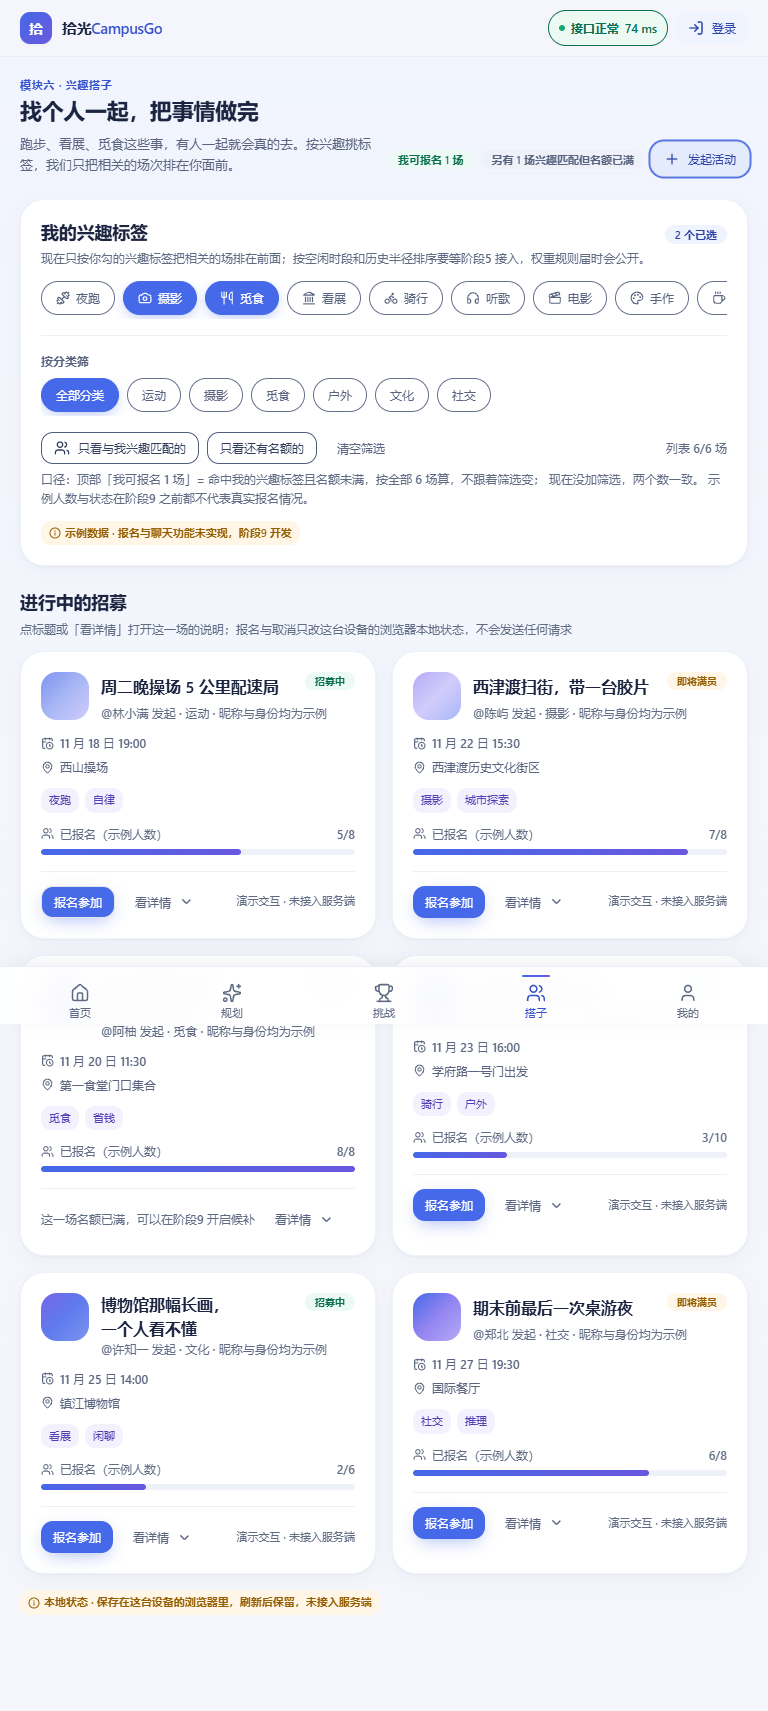 拾 拾光CampusGo
接口正常 74 ms
登录
模块六 · 兴趣搭子
找个人一起，把事情做完
跑步、看展、觅食这些事，有人一起就会真的去。按兴趣挑标
签，我们只把相关的场次排在你面前。
我可报名 1 场
另有 1 场兴趣匹配但名额已满
发起活动
我的兴趣标签
2 个已选
现在只按你勾的兴趣标签把相关的场排在前面；按空闲时段和历史半径排序要等阶段5 接入，权重规则届时会公开。
夜跑 摄影 觅食 看展 骑行 听歌 电影 手作
按分类筛
全部分类 运动 摄影 觅食 户外 文化 社交
只看与我兴趣匹配的 只看还有名额的 清空筛选 列表 6/6 场
口径：顶部「我可报名 1 场」= 命中我的兴趣标签且名额未满，按全部 6 场算，不跟着筛选变； 现在没加筛选，两个数一致。 示
例人数与状态在阶段9 之前都不代表真实报名情况。
示例数据 · 报名与聊天功能未实现，阶段9 开发
进行中的招募
点标题或「看详情」打开这一场的说明；报名与取消只改这台设备的浏览器本地状态，不会发送任何请求
周二晚操场 5 公里配速局
招募中
@林小满 发起 · 运动 · 昵称与身份均为示例
11 月 18 日 19:00
西山操场
夜跑 自律
已报名（示例人数） 5/8
报名参加 看详情 演示交互 · 未接入服务端
西津渡扫街，带一台胶片
即将满员
@陈屿 发起 · 摄影 · 昵称与身份均为示例
11 月 22 日 15:30
西津渡历史文化街区
摄影 城市探索
已报名（示例人数） 7/8
报名参加 看详情 演示交互 · 未接入服务端
首页 规划 挑战 搭子 我的
@阿柚 发起 · 觅食 · 昵称与身份均为示例
11 月 20 日 11:30
第一食堂门口集合
觅食 省钱
已报名（示例人数） 8/8
这一场名额已满，可以在阶段9 开启候补 看详情
11 月 23 日 16:00
学府路一号门出发
骑行 户外
已报名（示例人数） 3/10
报名参加 看详情 演示交互 · 未接入服务端
博物馆那幅长画，
一个人看不懂
招募中
@许知一 发起 · 文化 · 昵称与身份均为示例
11 月 25 日 14:00
镇江博物馆
看展 闲聊
已报名（示例人数） 2/6
报名参加 看详情 演示交互 · 未接入服务端
期末前最后一次桌游夜
即将满员
@郑北 发起 · 社交 · 昵称与身份均为示例
11 月 27 日 19:30
国际餐厅
社交 推理
已报名（示例人数） 6/8
报名参加 看详情 演示交互 · 未接入服务端
本地状态 · 保存在这台设备的浏览器里，刷新后保留，未接入服务端